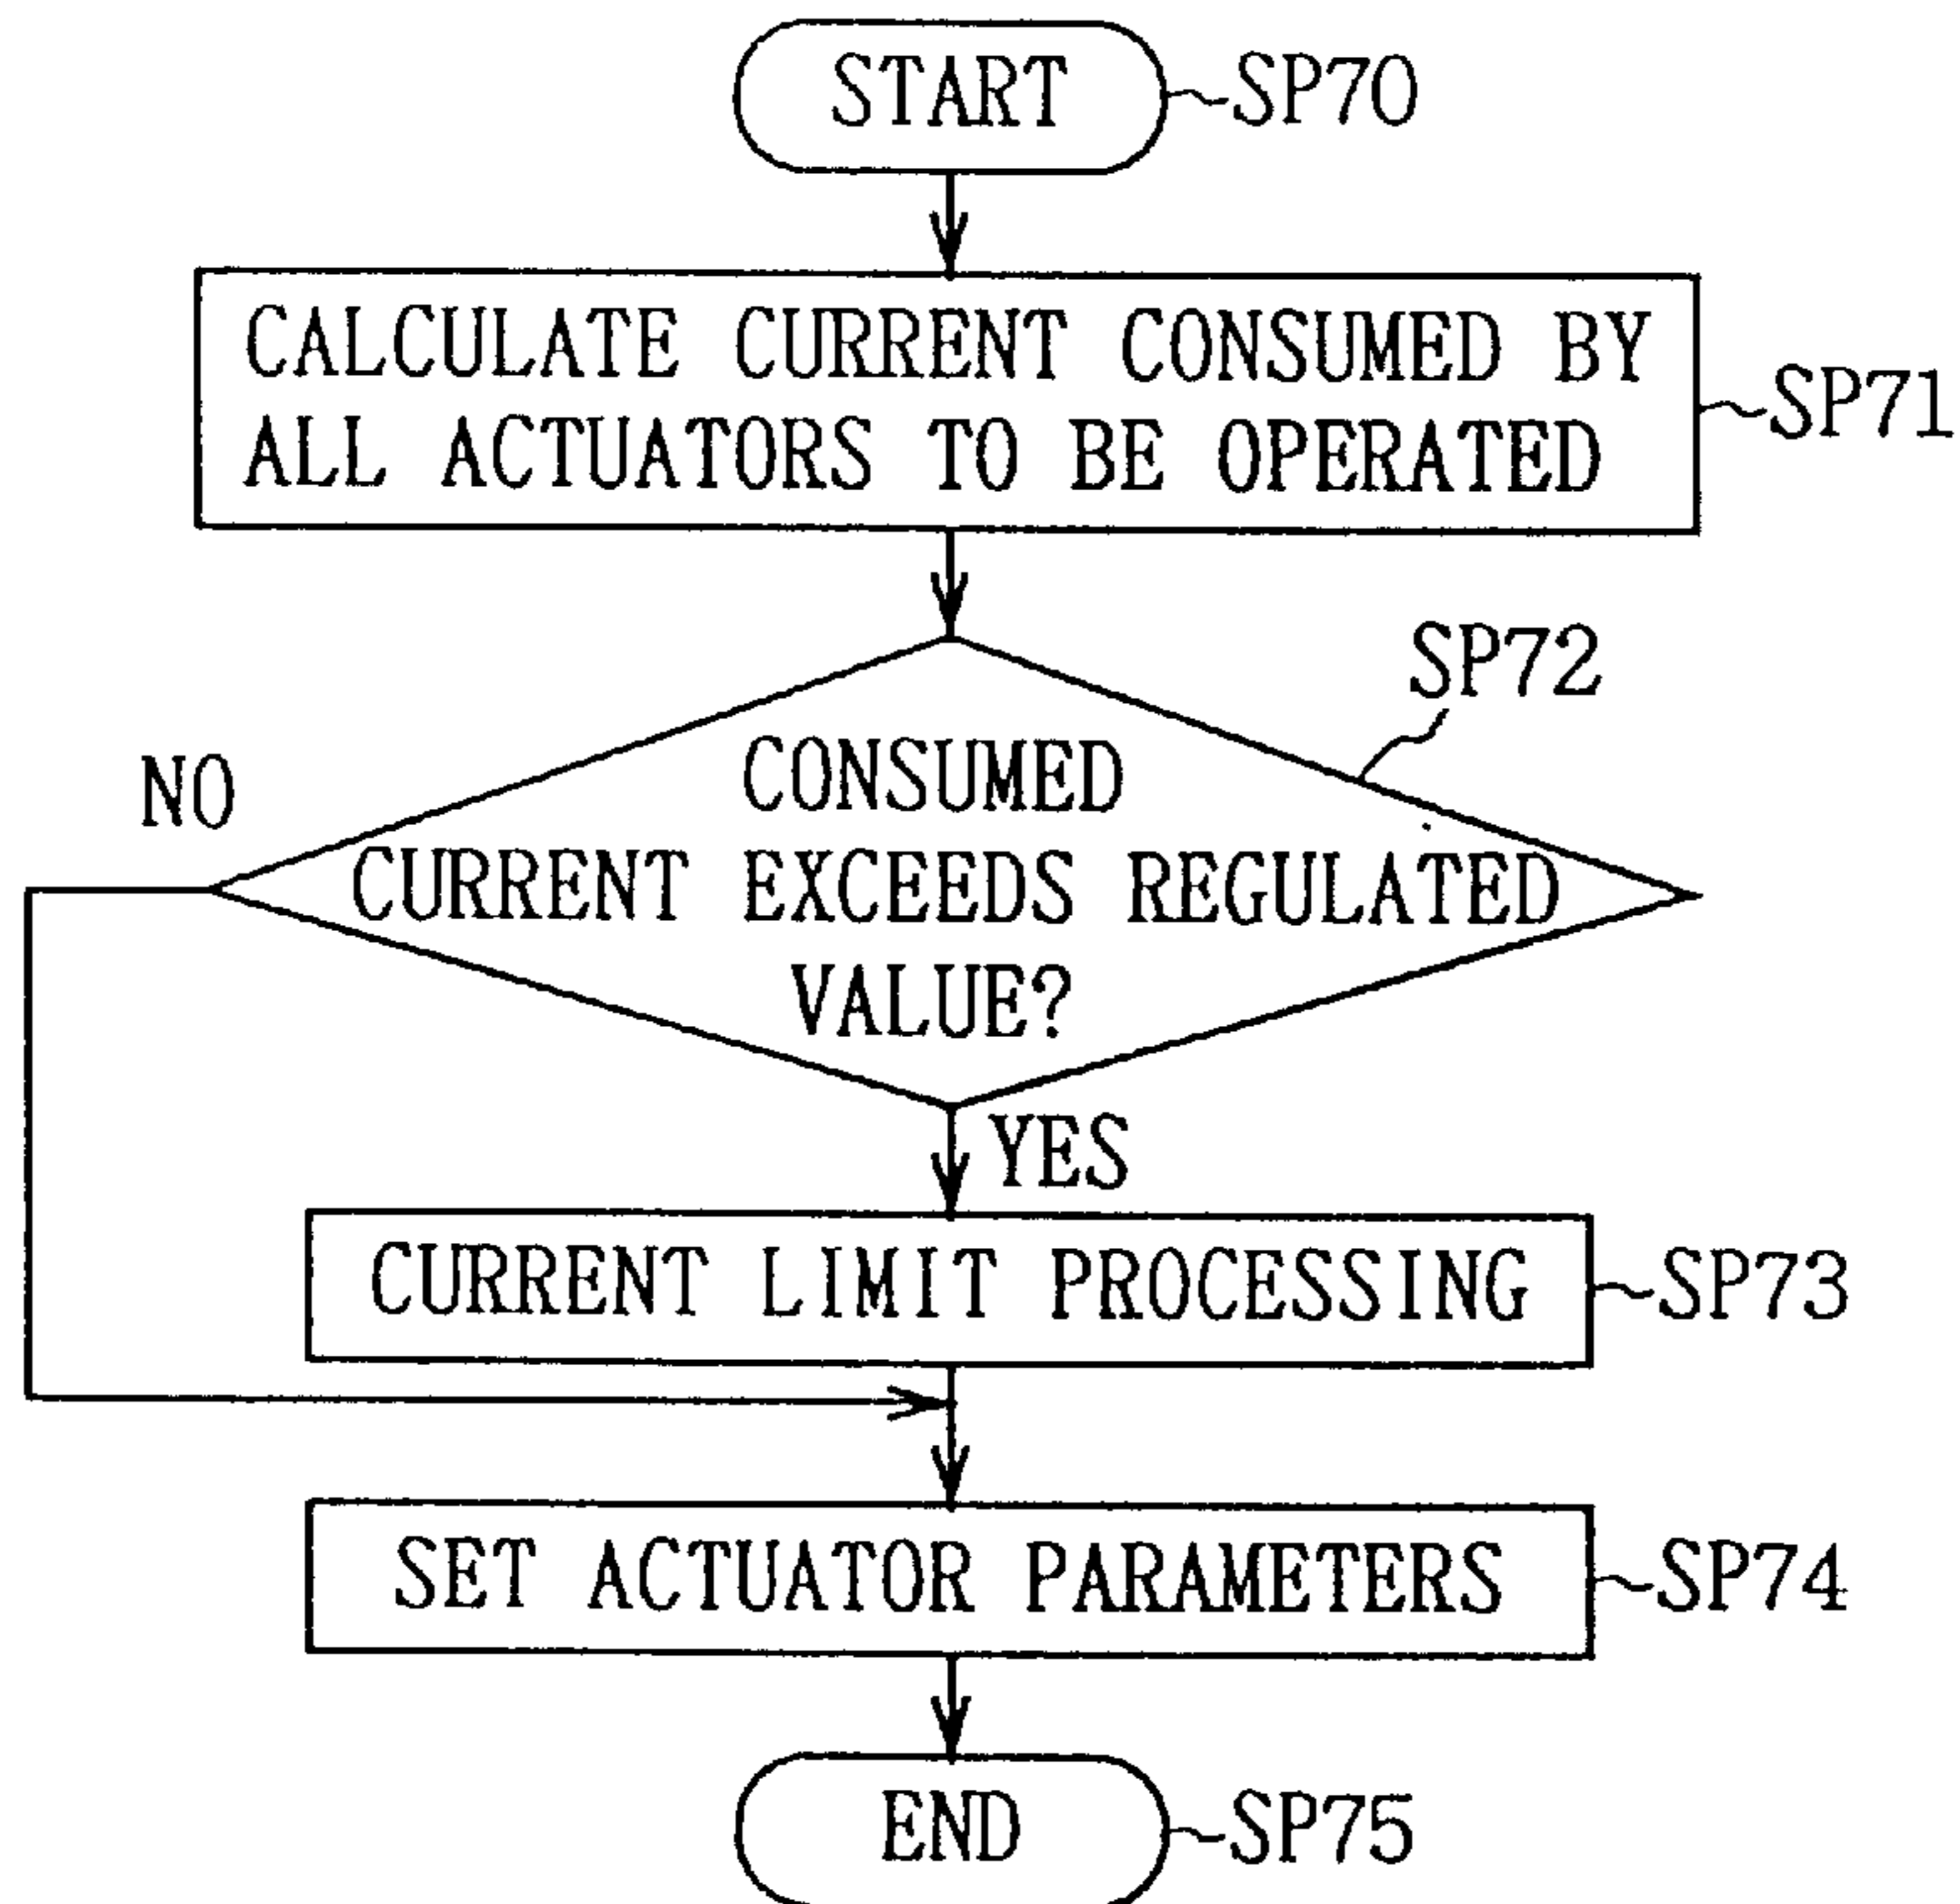 START
SP70
CALCULATE CURRENT CONSUMED BY
ALL ACTUATORS TO BE OPERATED
SP71
SP72
NO
CONSUMED
CURRENT EXCEEDS REGULATED
VALUE?
YES
CURRENT LIMIT PROCESSING
SP73
SET ACTUATOR PARAMETERS
SP74
END
SP75